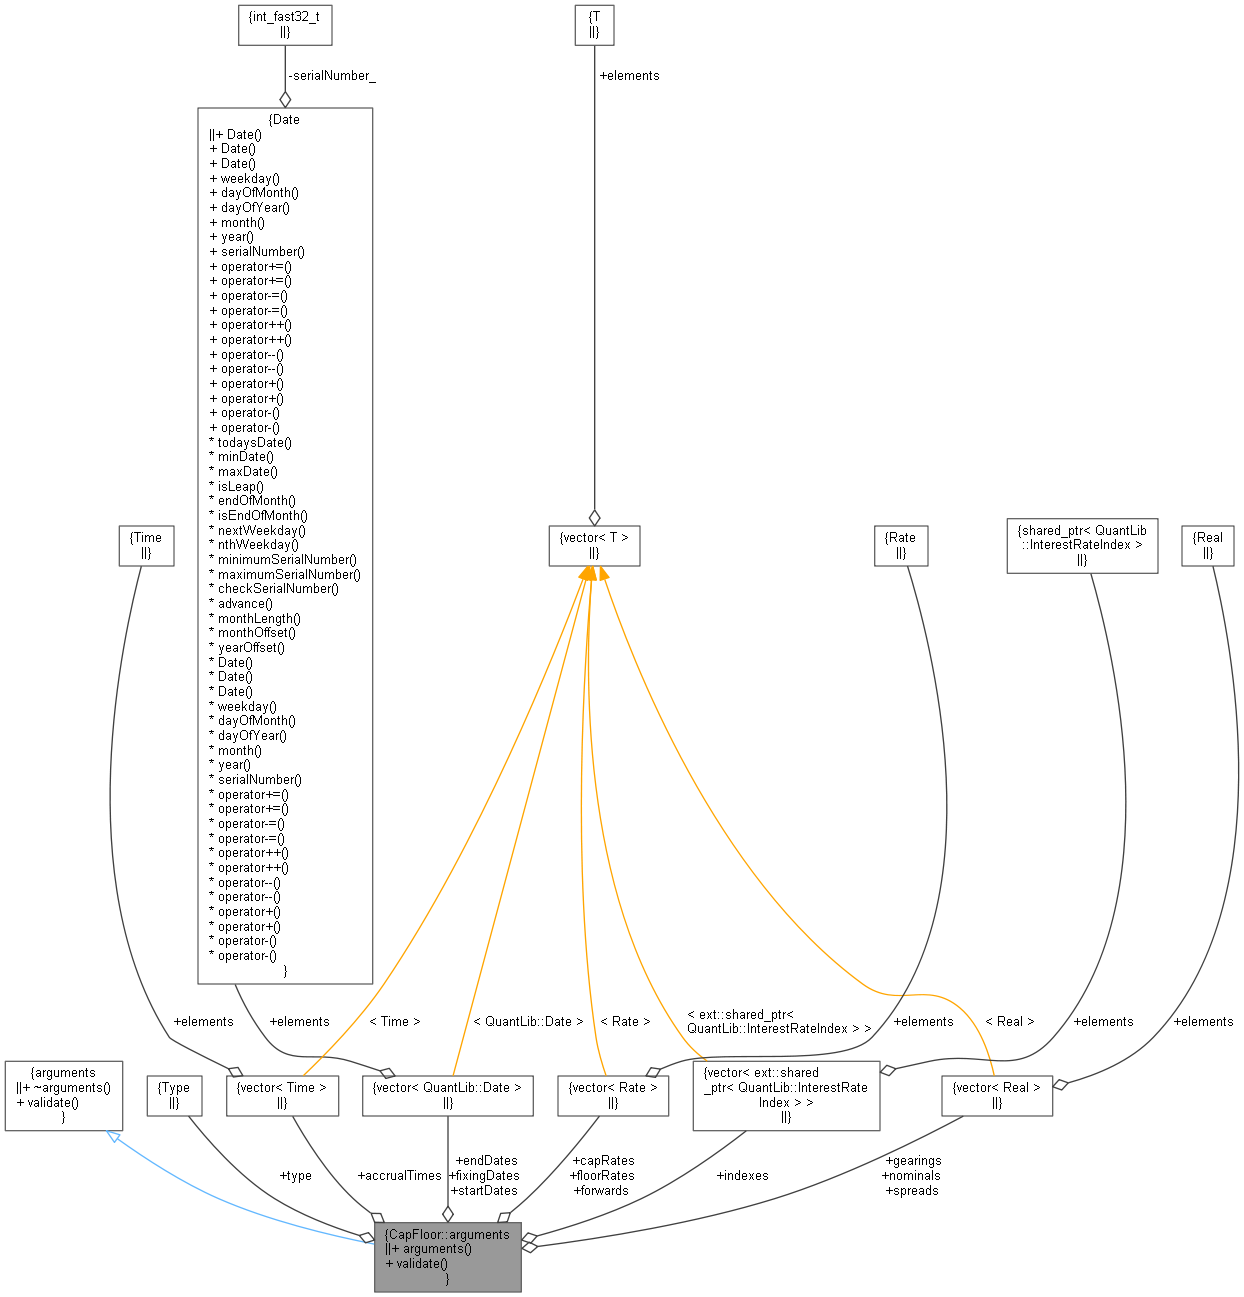 {int_fast32_t
||}
{T
||}
-serialNumber_
+elements
{Date
||+ Date()
+ Date()
+ Date()
+ weekday()
+ dayOfMonth()
+ dayOfYear()
+ month()
+ year()
+ serialNumber()
+ operator+=()
+ operator+=()
+ operator-=()
+ operator-=()
+ operator++()
+ operator++()
+ operator--()
+ operator--()
+ operator+()
+ operator+()
+ operator-()
+ operator-()
* todaysDate()
* minDate()
* maxDate()
* isLeap()
* endOfMonth()
* isEndOfMonth()
* nextWeekday()
* nthWeekday()
* minimumSerialNumber()
* maximumSerialNumber()
* checkSerialNumber()
* advance()
* monthLength()
* monthOffset()
* yearOffset()
* Date()
* Date()
* Date()
* weekday()
* dayOfMonth()
* dayOfYear()
* month()
* year()
* serialNumber()
* operator+=()
* operator+=()
* operator-=()
* operator-=()
* operator++()
* operator++()
* operator--()
* operator--()
* operator+()
* operator+()
* operator-()
* operator-()
}
{Time
||}
{vector< T >
||}
{Rate
||}
{shared_ptr< QuantLib
::InterestRateIndex >
||}
{Real
||}
+elements
+elements
< Time >
< QuantLib::Date >
< Rate >
< ext::shared_ptr<
QuantLib::InterestRateIndex > >
+elements
< Real >
+elements
+elements
{arguments
||+ ~arguments()
+ validate()
}
{Type
||}
{vector< Time >
||}
{vector< QuantLib::Date >
||}
{vector< Rate >
||}
{vector< ext::shared
_ptr< QuantLib::InterestRate
Index > >
||}
{vector< Real >
||}
+type
+accrualTimes
+endDates
+fixingDates
+startDates
+capRates
+floorRates
+forwards
+indexes
+gearings
+nominals
+spreads
{CapFloor::arguments
||+ arguments()
+ validate()
}